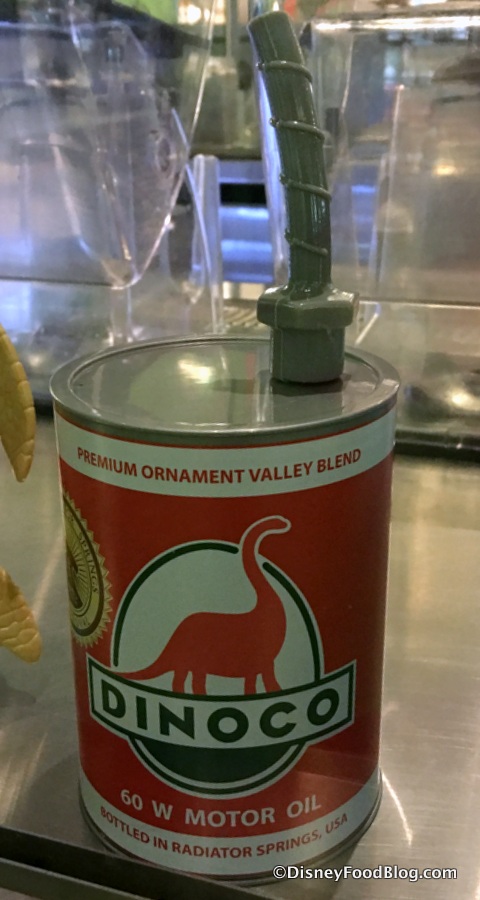 PREMIUM ORNAMENT VALLEY BLEND
DINOCO
60 W MOTOR OIL
BOTTLED IN RADIATOR SPRINGS, USA
©DisneyFoodBlog.com